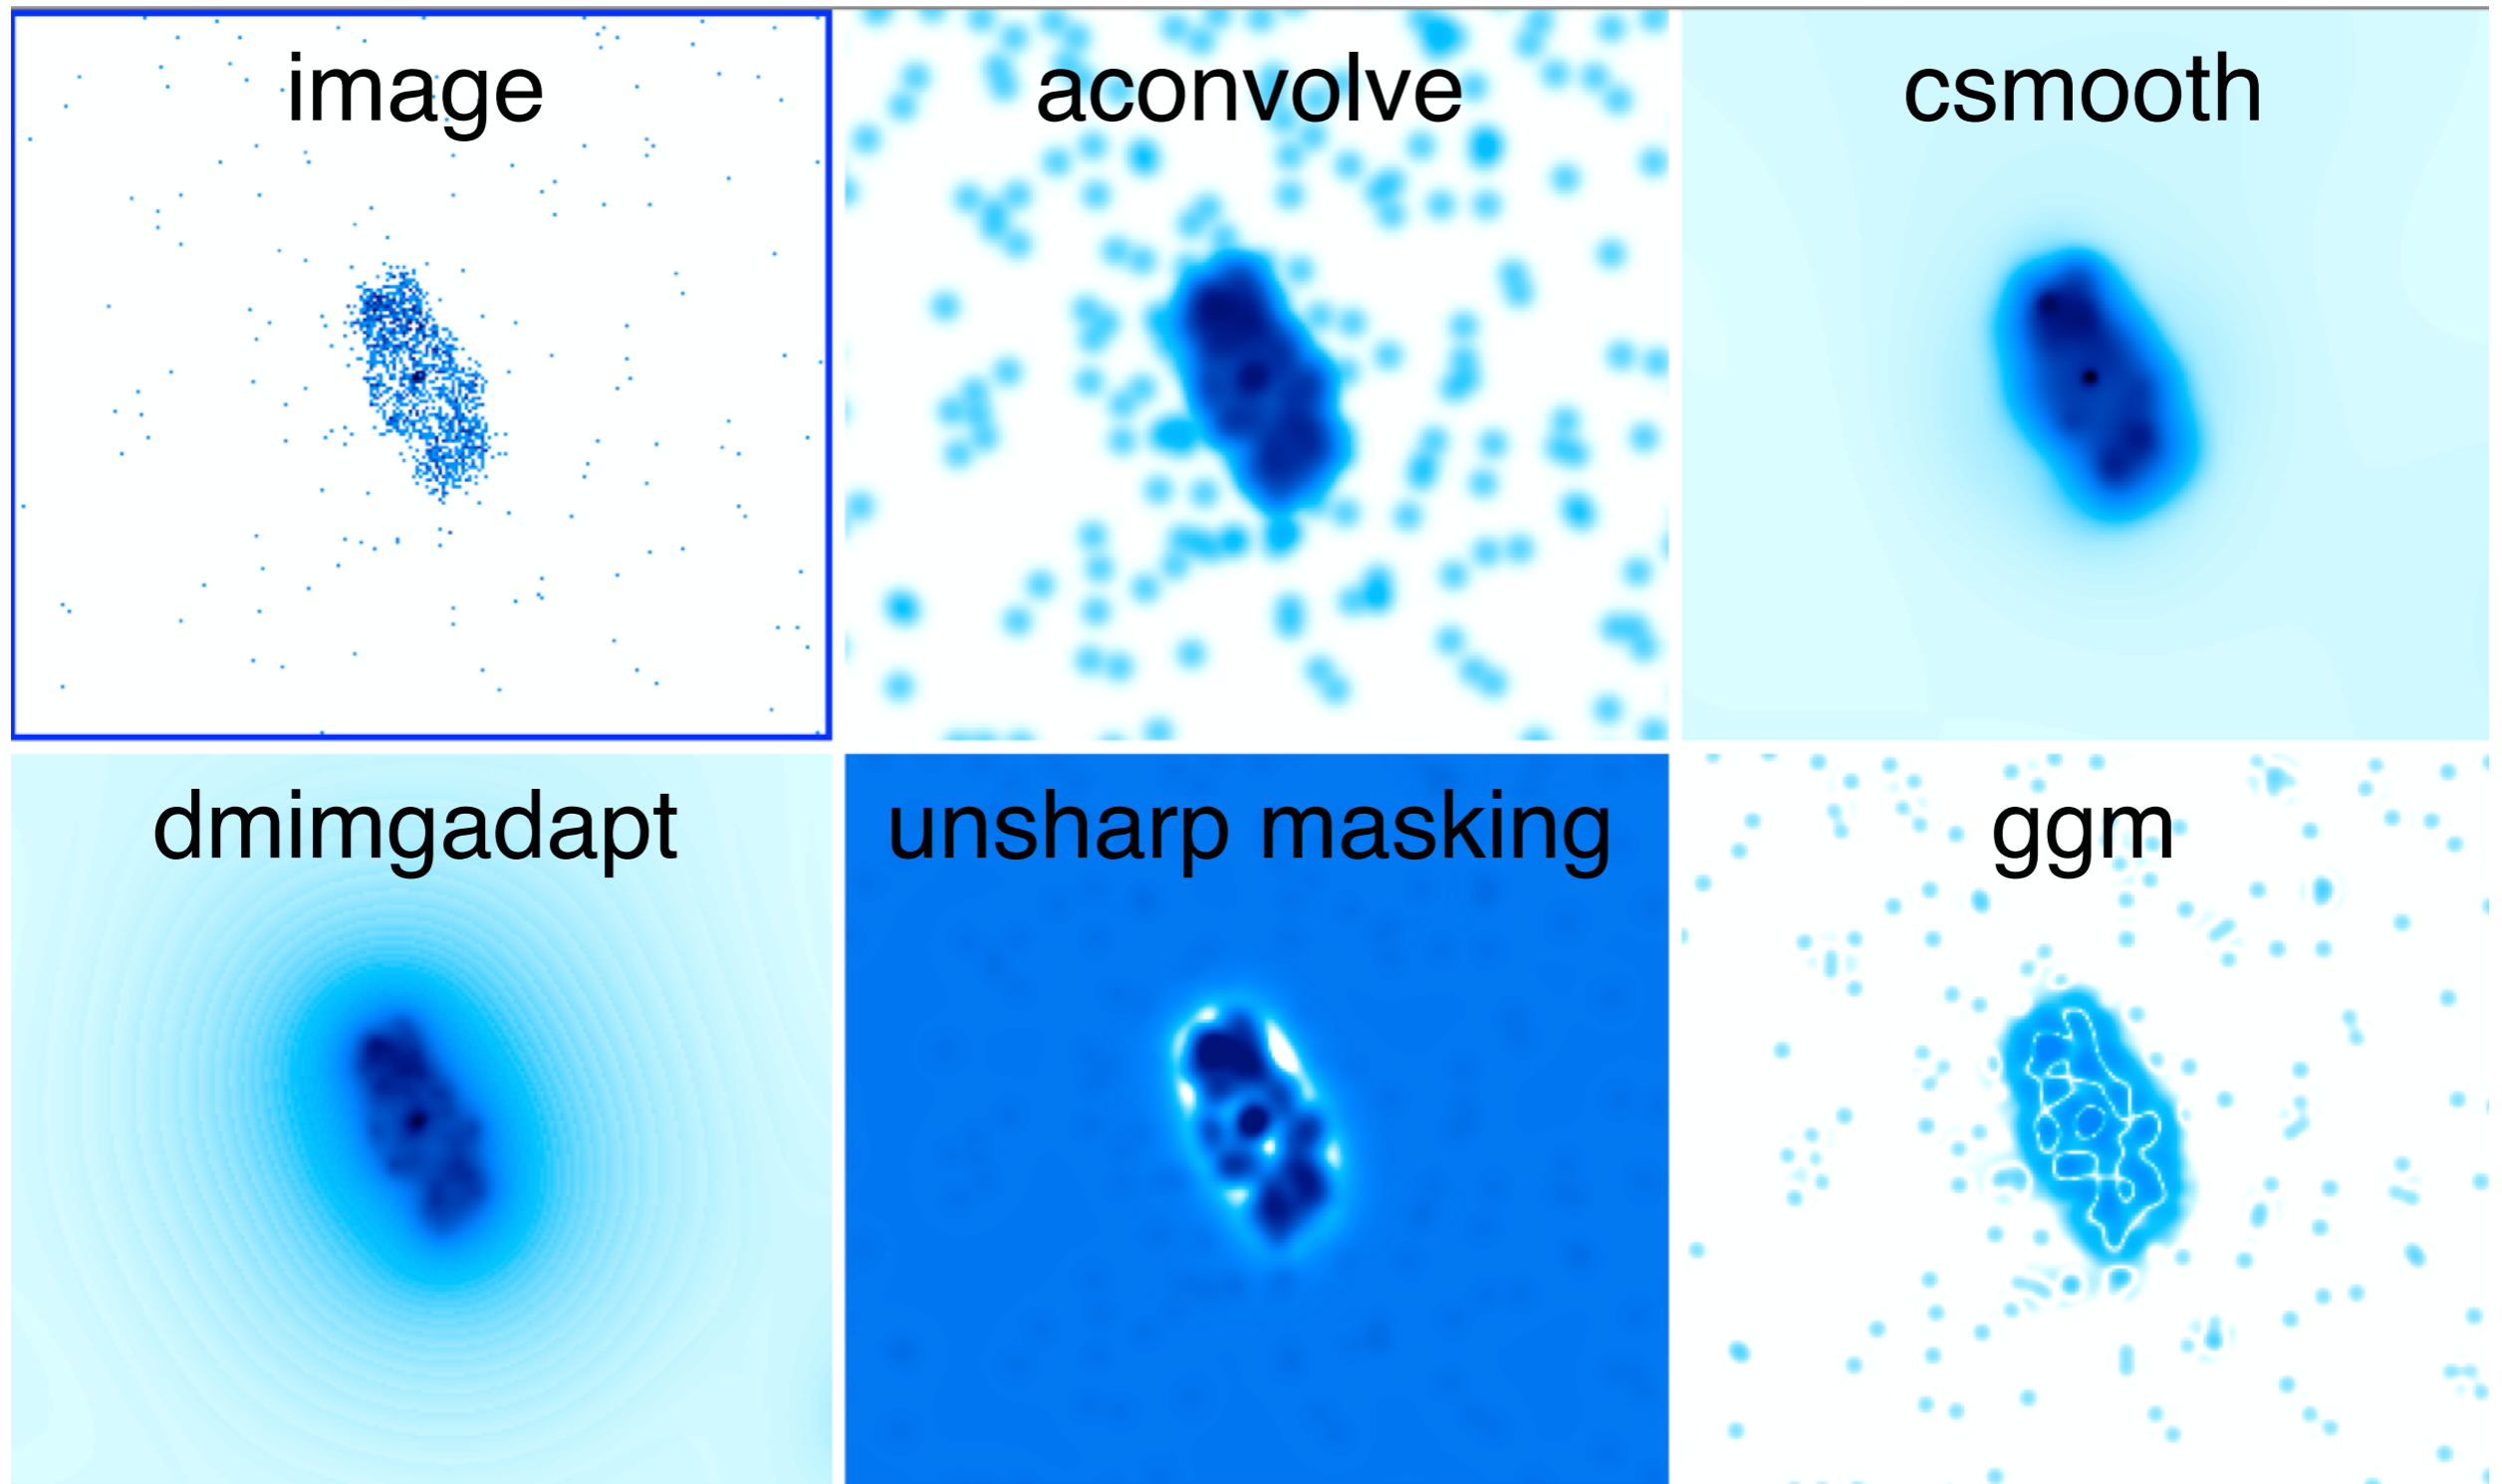 image
aconvolve
csmooth
dmimgadapt
unsharp masking
ggm